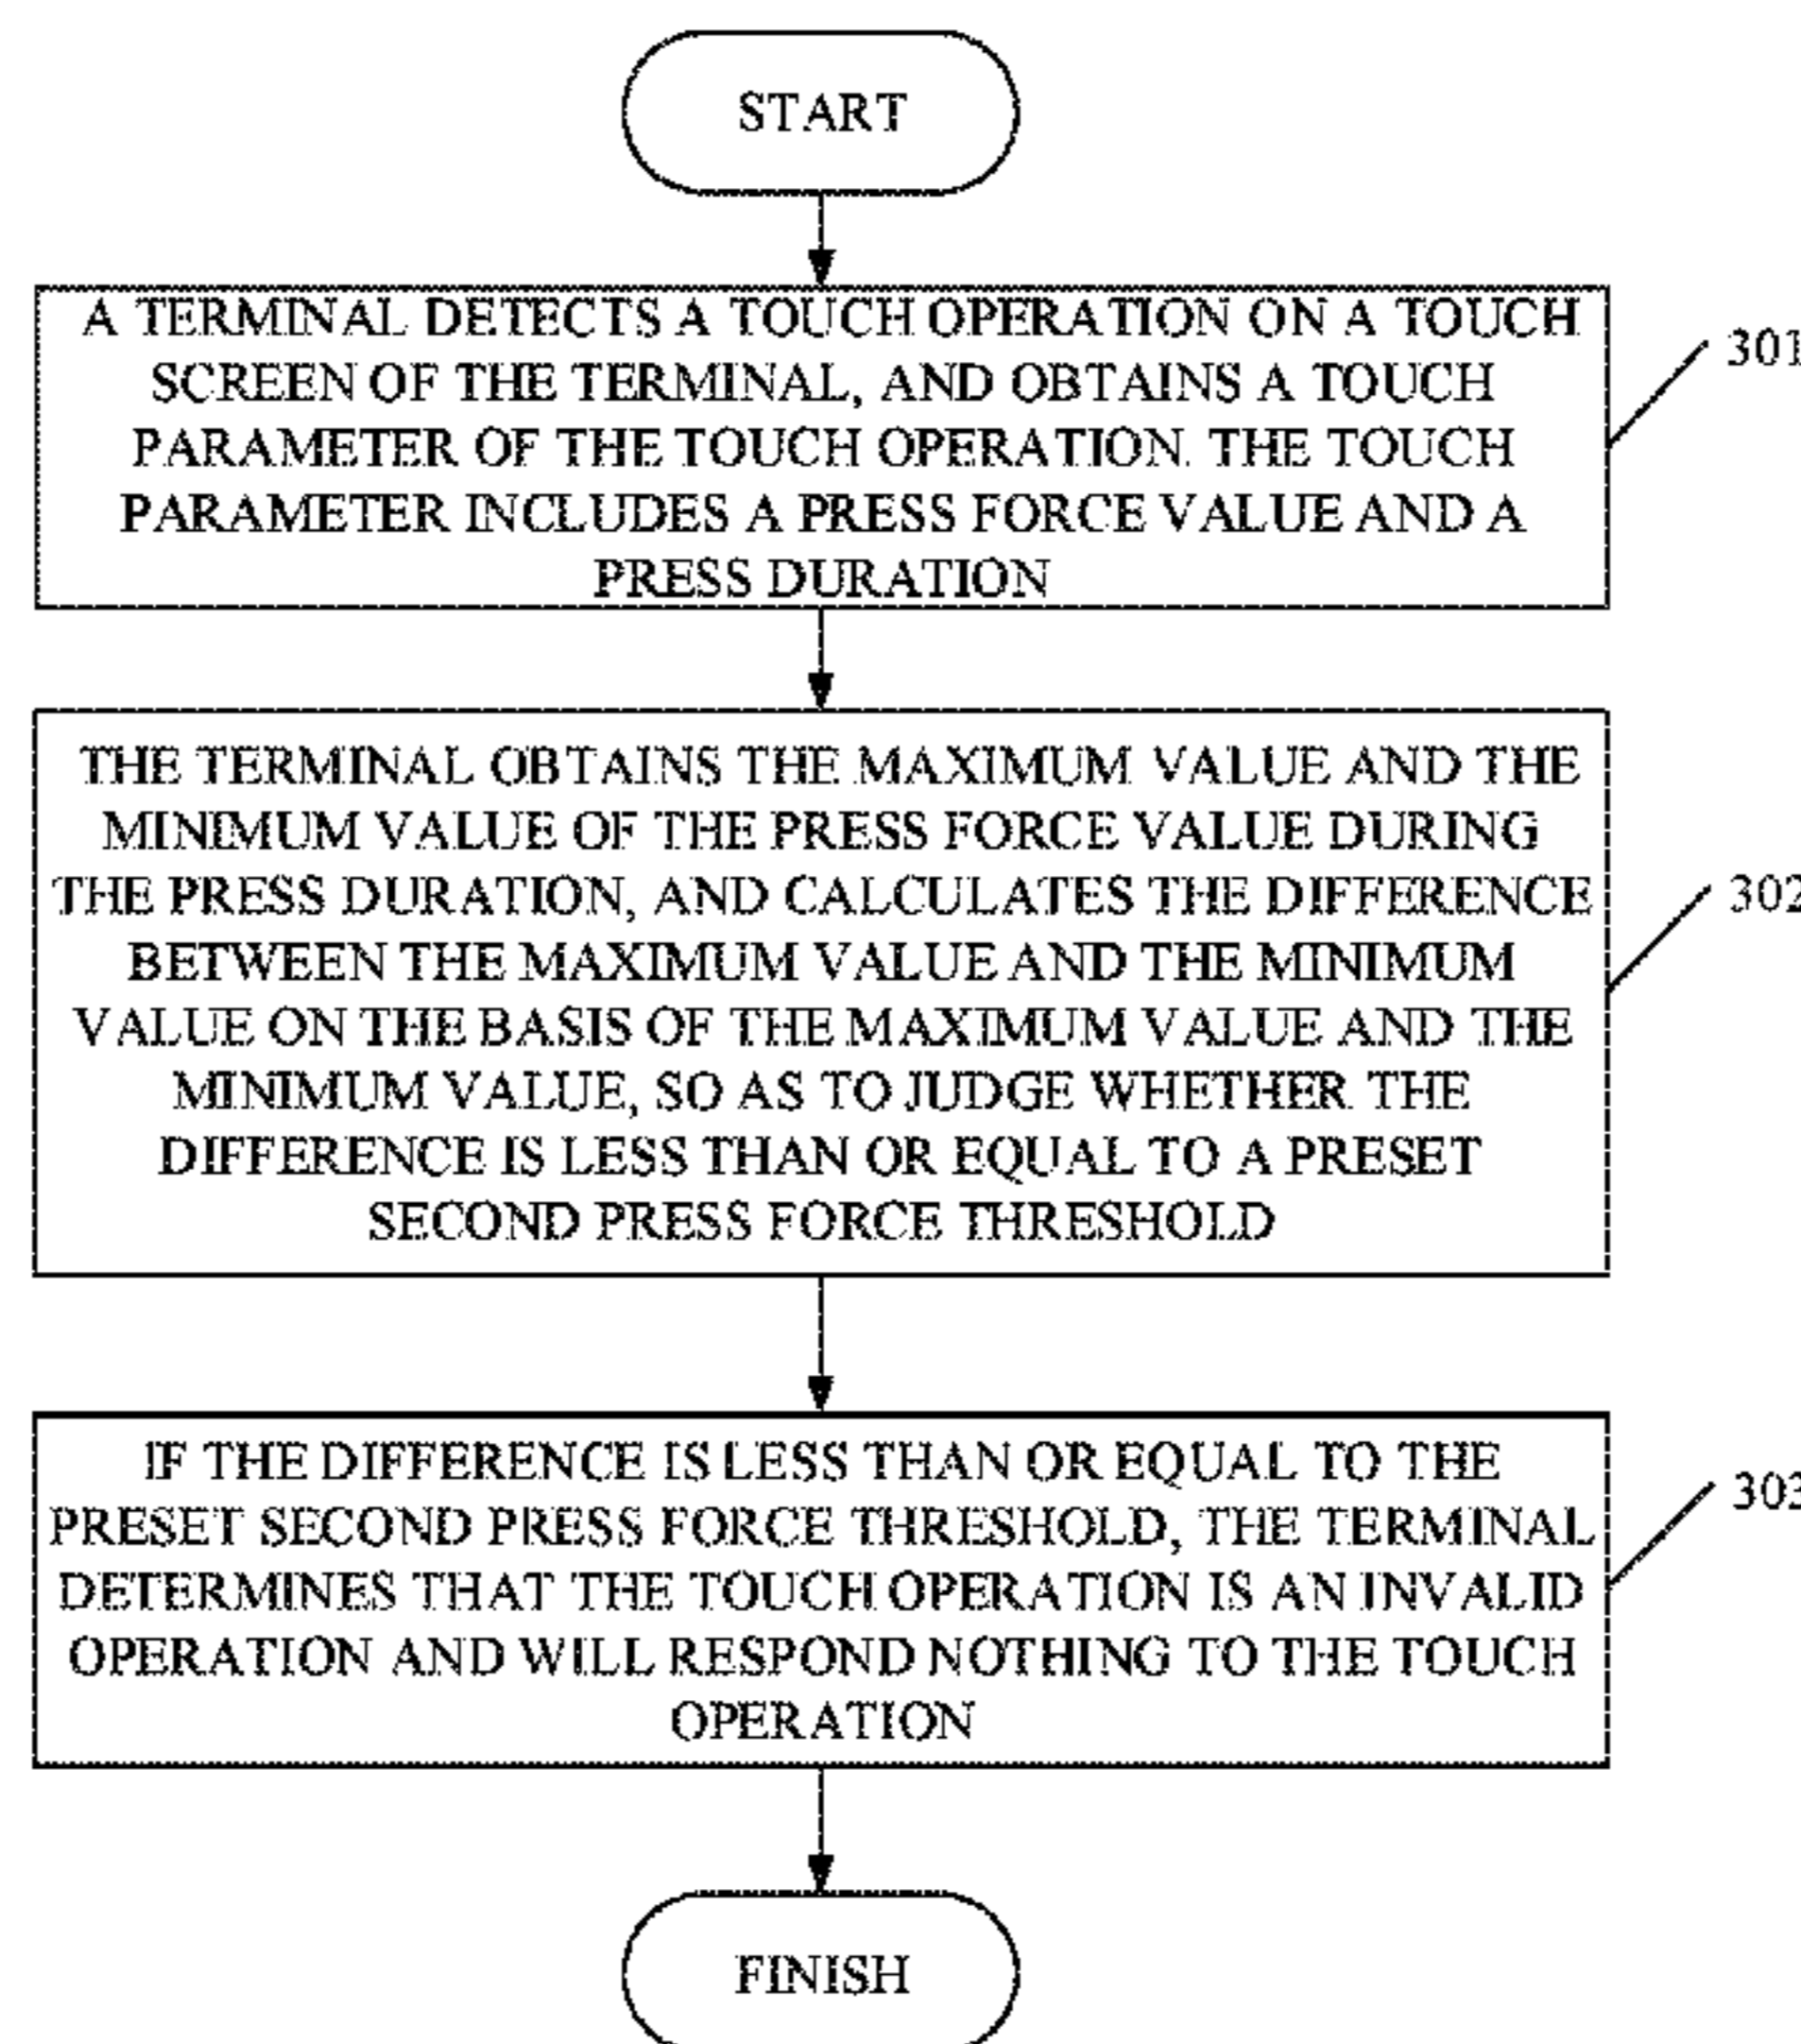 START
A TERMINAL DETECTS A TOUCH OPERATION ON A TOUCH
SCREEN OF THE TERMINAL, AND OBTAINS A TOUCH
PARAMETER OF THE TOUCH OPERATION. THE TOUCH
PARAMETER INCLUDES A PRESS FORCE VALUE AND A
PRESS DURATION
301
THE TERMINAL OBTAINS THE MAXIMUM VALUE AND THE
MINIMUM VALUE OF THE PRESS FORCE VALUE DURING
THE PRESS DURATION, AND CALCULATES THE DIFFERENCE
BETWEEN THE MAXIMUM VALUE AND THE MINIMUM
VALUE ON THE BASIS OF THE MAXIMUM VALUE AND THE
MINIMUM VALUE, SO AS TO JUDGE WHETHER THE
DIFFERENCE IS LESS THAN OR EQUAL TO A PRESET
SECOND PRESS FORCE THRESHOLD
302
IF THE DIFFERENCE IS LESS THAN OR EQUAL TO THE
PRESET SECOND PRESS FORCE THRESHOLD, THE TERMINAL
DETERMINES THAT THE TOUCH OPERATION IS AN INVALID
OPERATION AND WILL RESPOND NOTHING TO THE TOUCH
OPERATION
303
FINISH